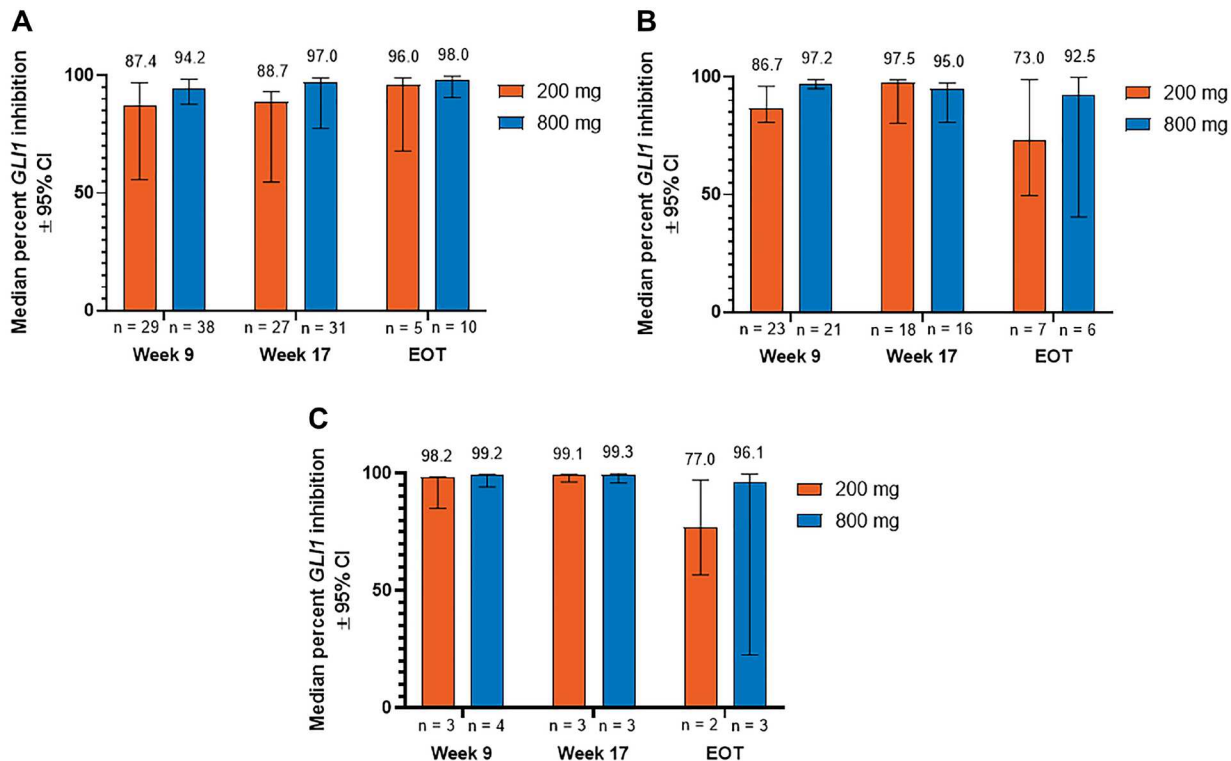 A
Median percent GLI1 inhibition
± 95% CI
100
50
0
87.4 94.2 88.7 97.0 96.0 98.0
200 mg
800 mg
n = 29 n = 38 n = 27 n = 31 n = 5 n = 10
Week 9 Week 17 EOT
B
Median percent GLI1 inhibition
± 95% CI
100
50
0
86.7 97.2 97.5 95.0 73.0 92.5
200 mg
800 mg
n = 23 n = 21 n = 18 n = 16 n = 7 n = 6
Week 9 Week 17 EOT
C
Median percent GLI1 inhibition
± 95% CI
100
50
0
98.2 99.2 99.1 99.3 77.0 96.1
200 mg
800 mg
n = 3 n = 4 n = 3 n = 3 n = 2 n = 3
Week 9 Week 17 EOT